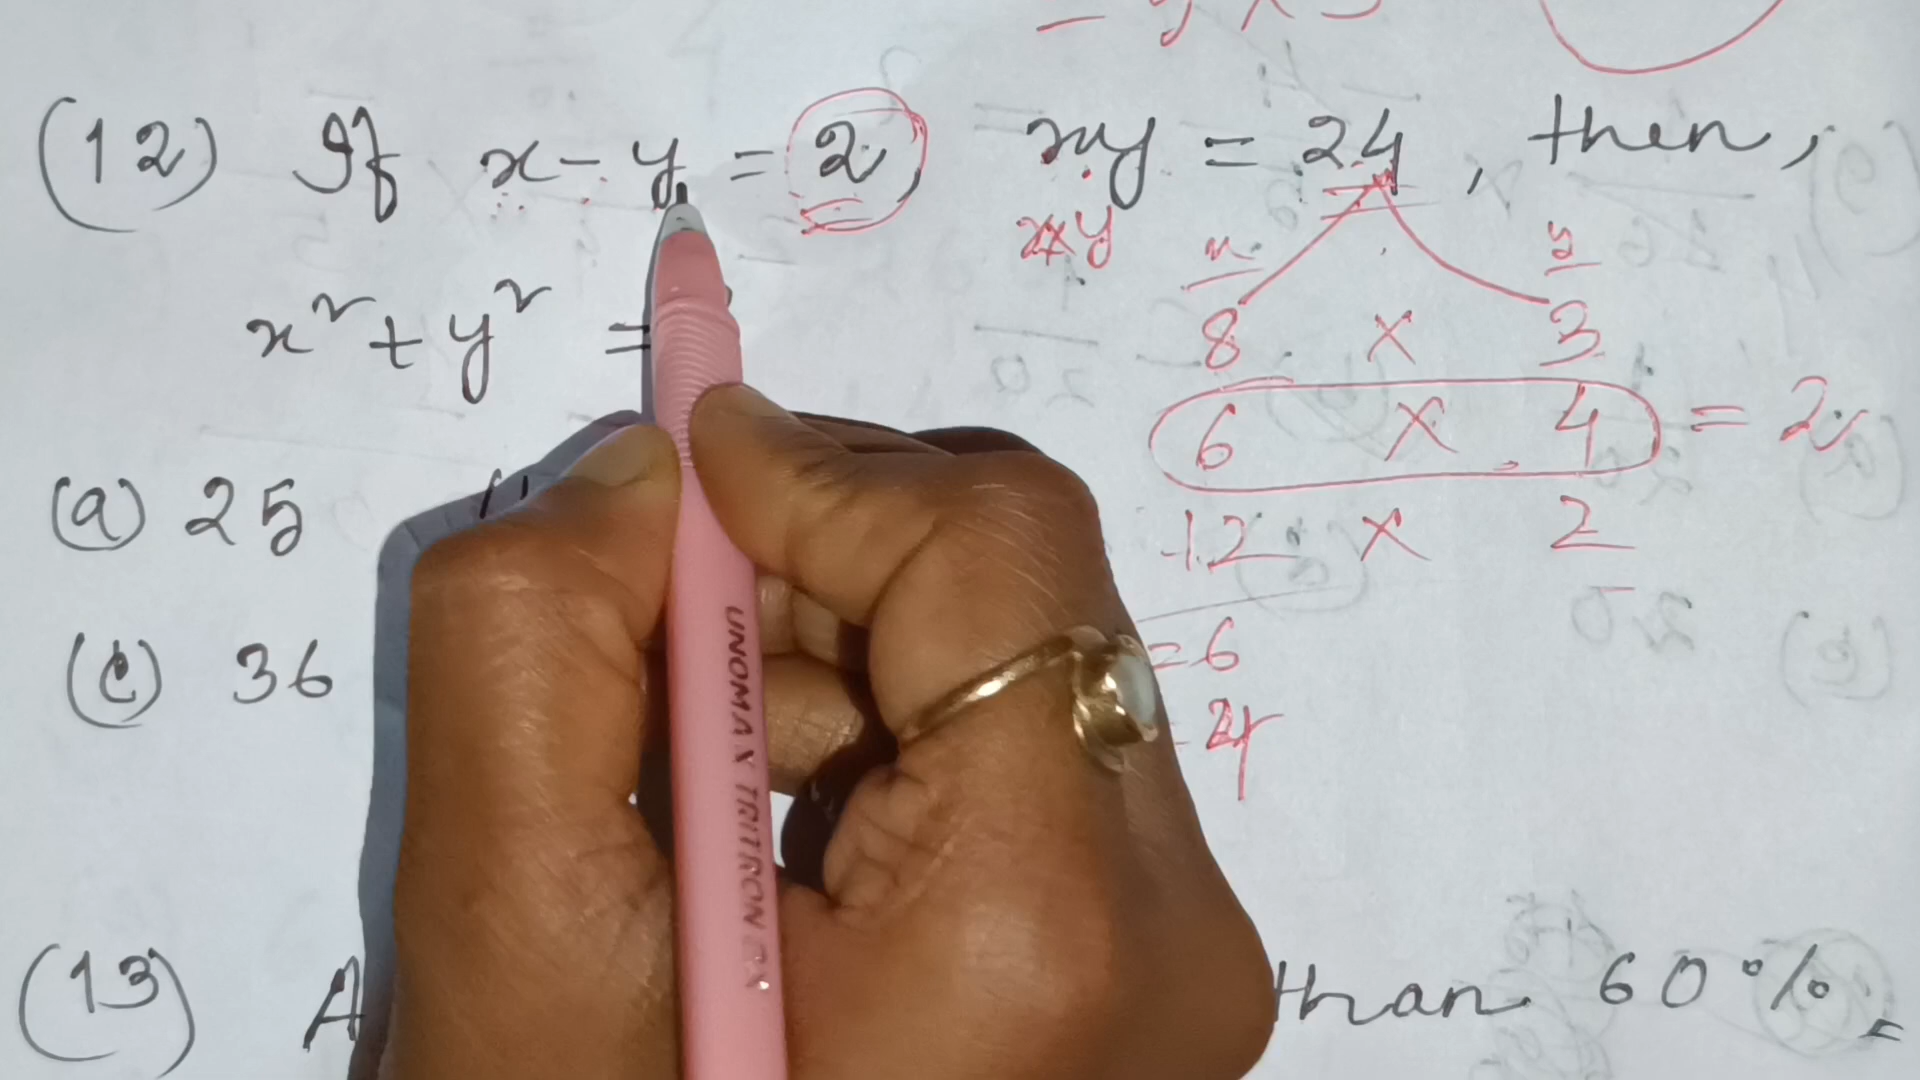 (12) If x - y = 2, xy = 24, then,
x×y
x y
8 × 3
x² + y² =
6 × 4 = 2
(a) 25
12 × 2
= 6
(c) 36
= 24
UNOMAX TRITRON RX
(13) A than 60%.